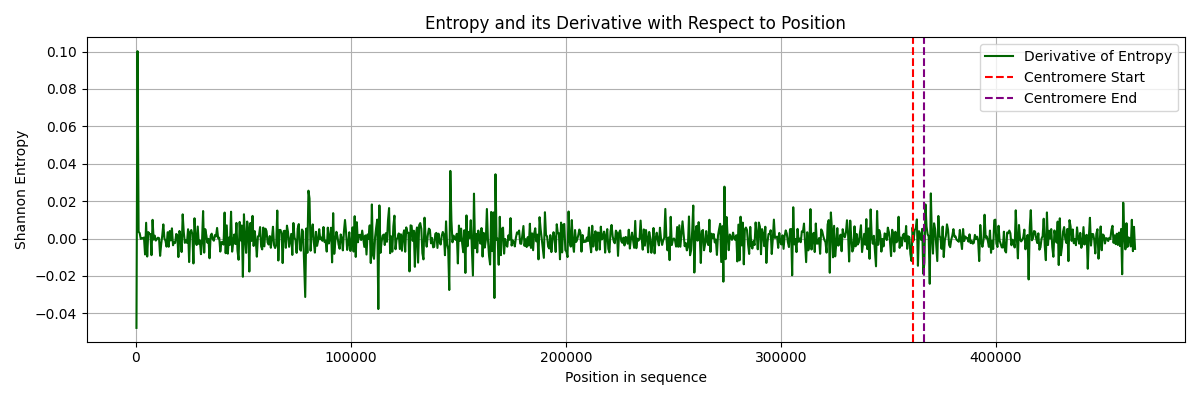 Entropy and its Derivative with Respect to Position
Shannon Entropy
0.10
0.08
0.06
0.04
0.02
0.00
−0.02
−0.04
Derivative of Entropy
Centromere Start
Centromere End
0
100000
200000
300000
400000
Position in sequence